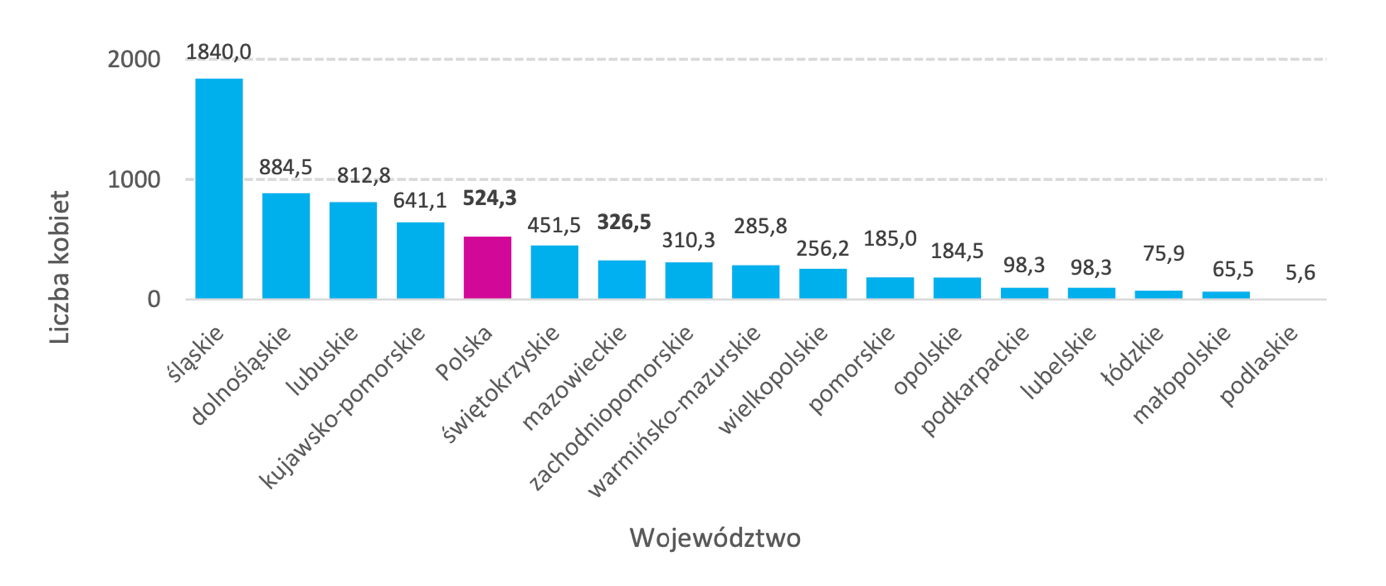 Liczba kobiet
2000
1000
0
1840,0
884,5
812,8
641,1
524,3
451,5
326,5
310,3
285,8
256,2
185,0
184,5
98,3
98,3
75,9
65,5
5,6
śląskie
dolnośląskie
lubuskie
kujawsko-pomorskie
Polska
świętokrzyskie
mazowieckie
zachodniopomorskie
warmińsko-mazurskie
wielkopolskie
pomorskie
opolskie
podkarpackie
lubelskie
łódzkie
małopolskie
podlaskie
Województwo